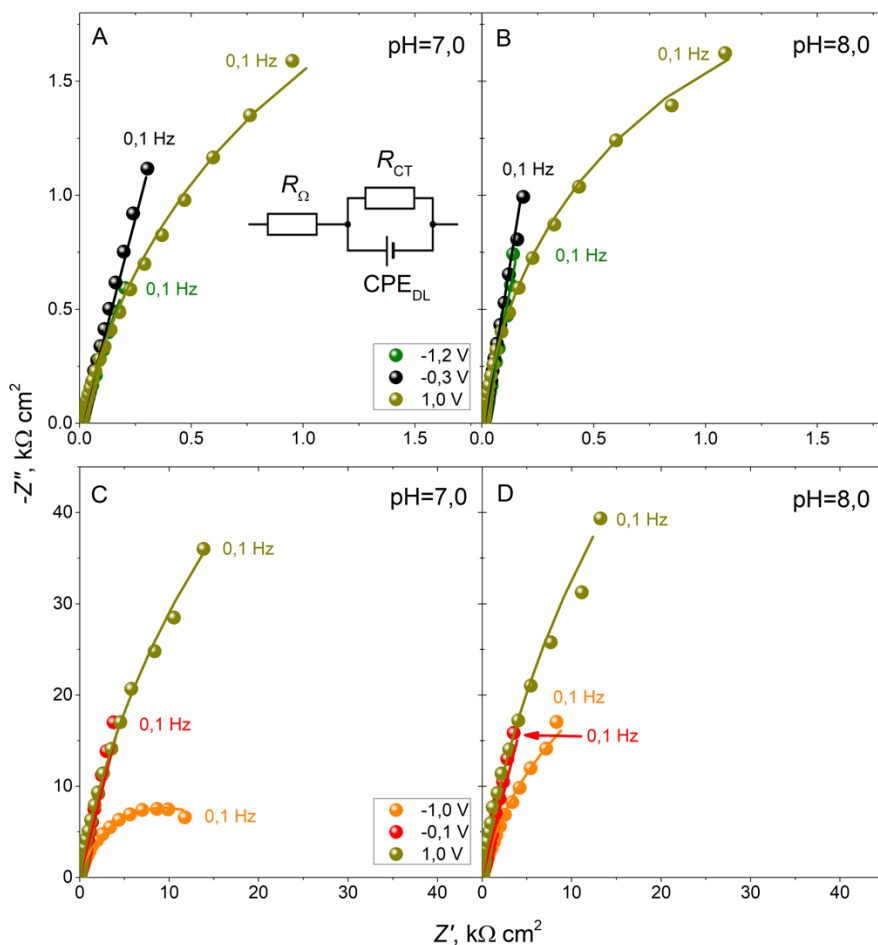 A
pH=7,0
0,1 Hz
0,1 Hz
0,1 Hz
R_Ω
R_CT
CPE_DL
-1,2 V
-0,3 V
1,0 V
1.5
1.0
0.5
0.0
0.0 0.5 1.0 1.5
B
pH=8,0
0,1 Hz
0,1 Hz
0,1 Hz
0.0 0.5 1.0 1.5
-Z″, kΩ cm²
C
pH=7,0
0,1 Hz
0,1 Hz
0,1 Hz
-1,0 V
-0,1 V
1,0 V
40
30
20
10
0
0 10 20 30 40
D
pH=8,0
0,1 Hz
0,1 Hz
0,1 Hz
0 10 20 30 40
Z′, kΩ cm²